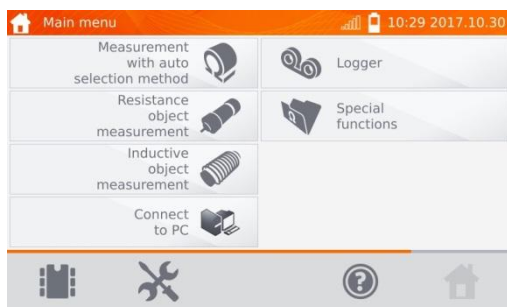 Main menu
10:29 2017.10.30
Measurement
with auto
selection method
Logger
Resistance
object
measurement
Special
functions
Inductive
object
measurement
Connect
to PC